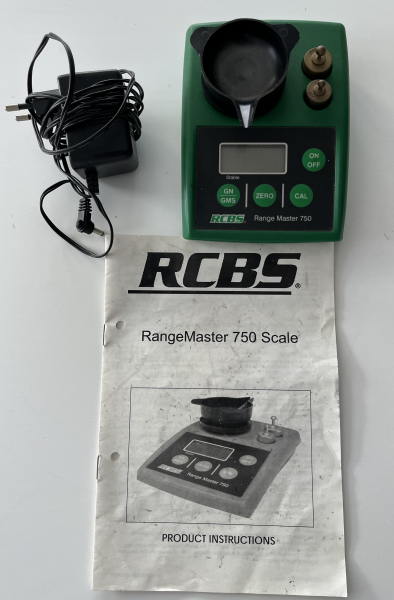 Stable
ON
OFF
GN
GMS
ZERO
CAL
RCBS. Range Master 750
RCBS®
RangeMaster 750 Scale
Range Master 750
PRODUCT INSTRUCTIONS